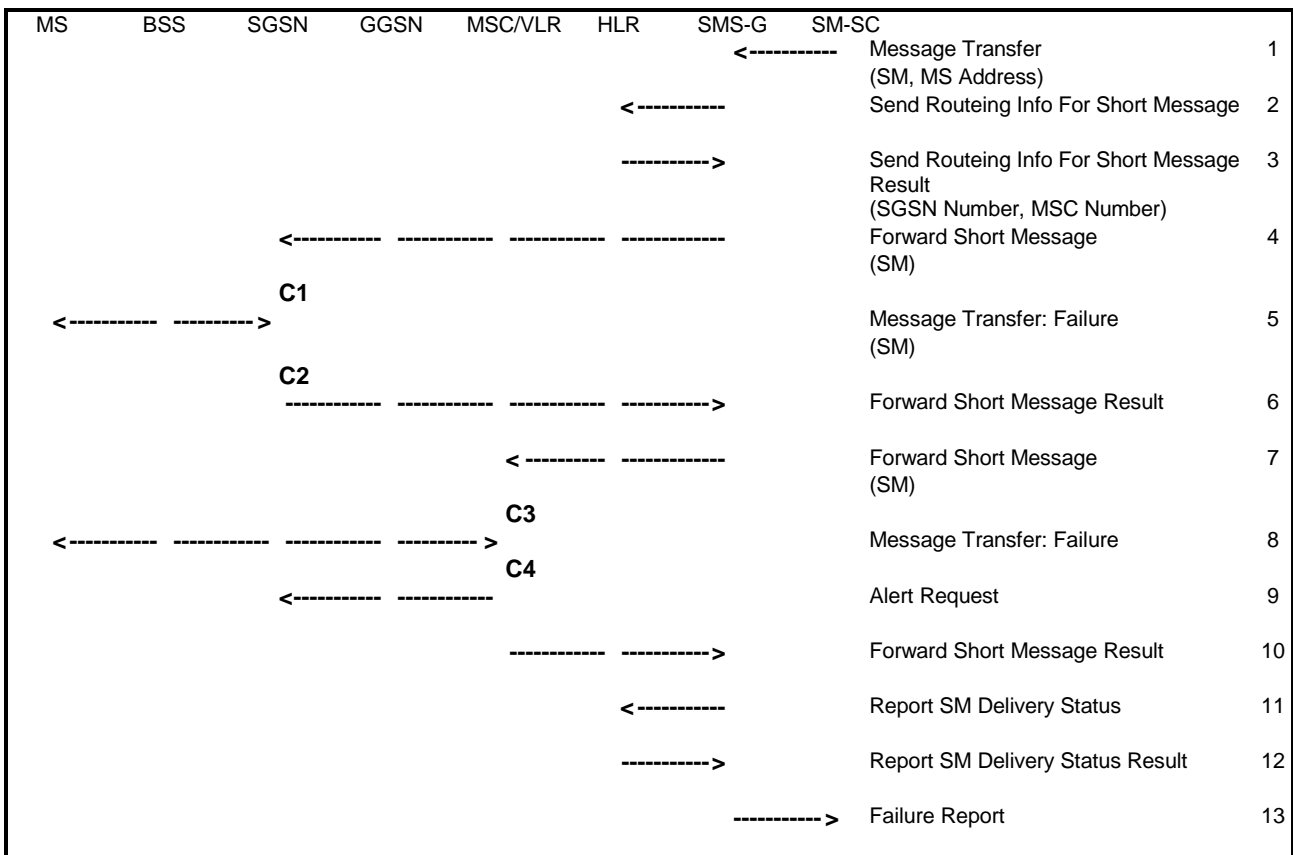 MS BSS SGSN GGSN MSC/VLR HLR SMS-G SM-SC
Message Transfer 1
(SM, MS Address)
Send Routeing Info For Short Message 2
Send Routeing Info For Short Message 3
Result
(SGSN Number, MSC Number)
Forward Short Message 4
(SM)
C1
Message Transfer: Failure 5
(SM)
C2
Forward Short Message Result 6
Forward Short Message 7
(SM)
C3
Message Transfer: Failure 8
C4
Alert Request 9
Forward Short Message Result 10
Report SM Delivery Status 11
Report SM Delivery Status Result 12
Failure Report 13